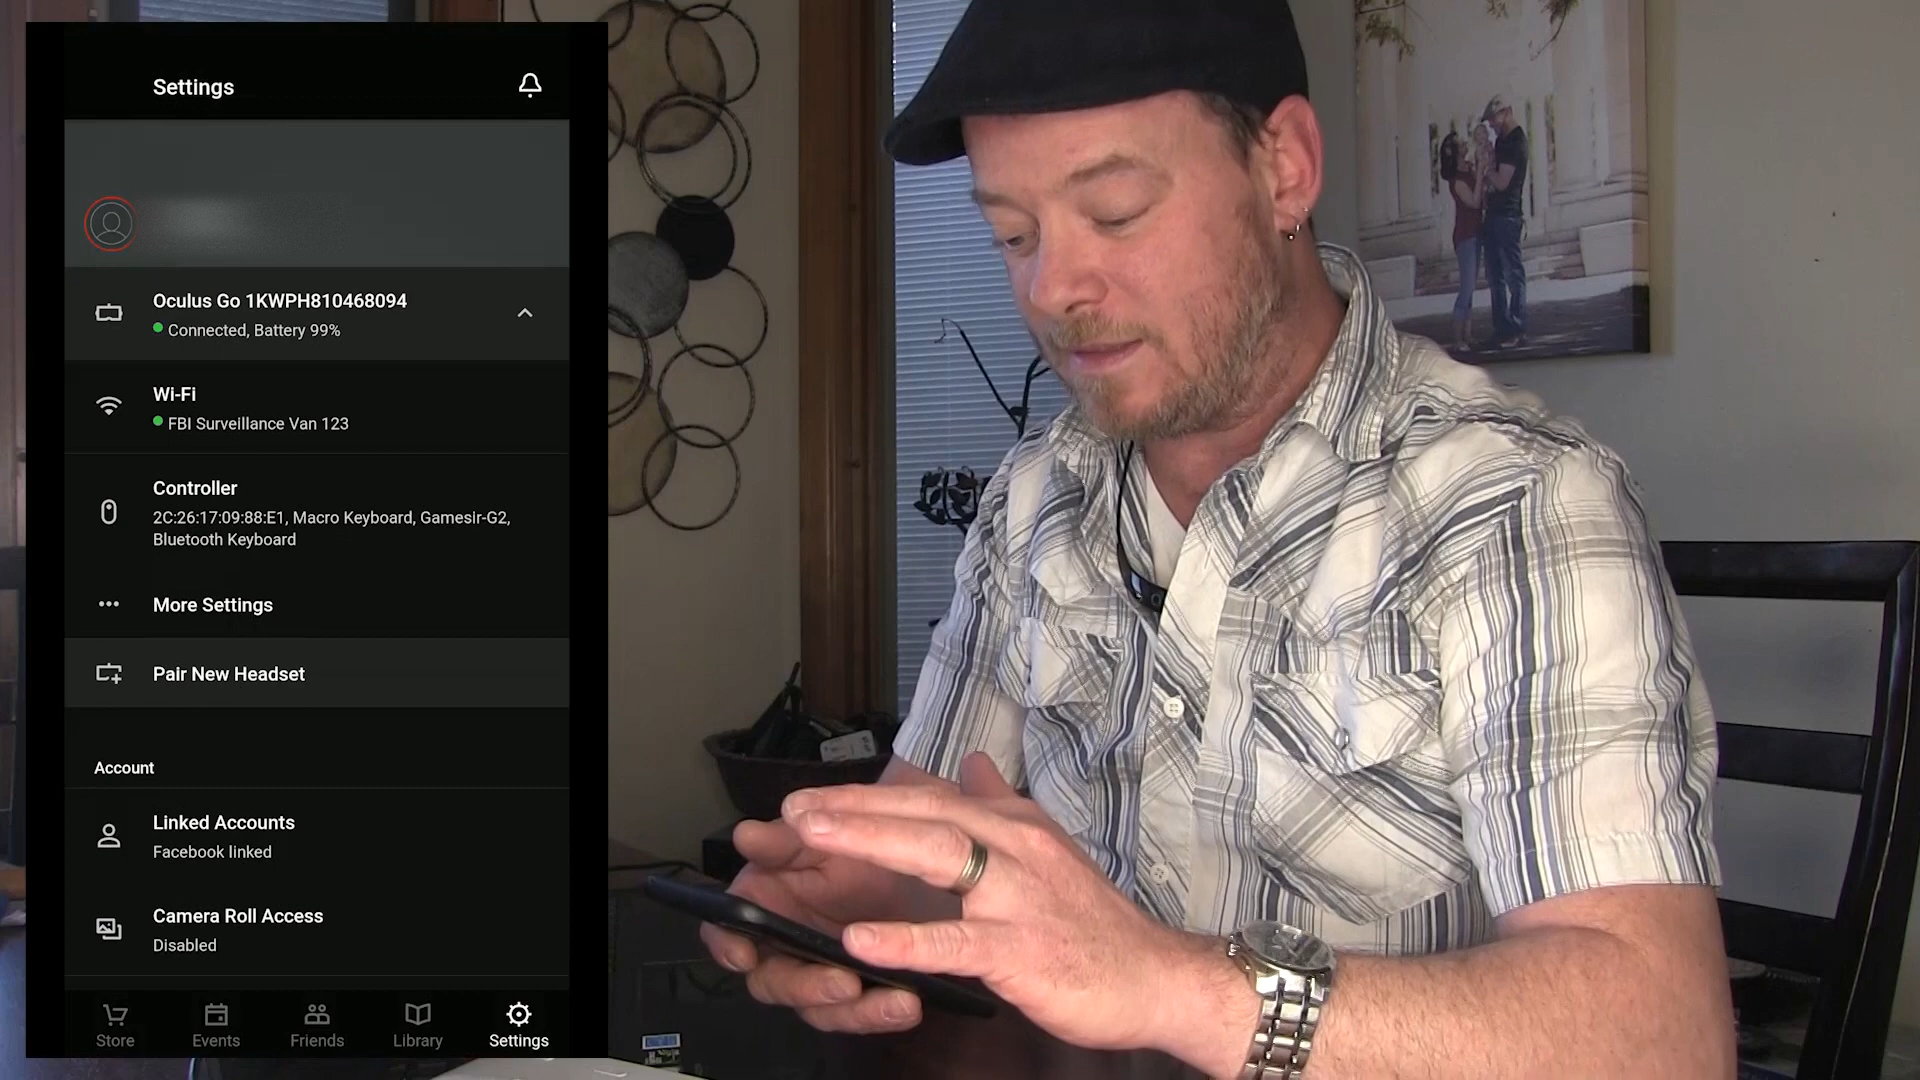 Settings
Oculus Go 1KWPH810468094
Connected, Battery 99%
Wi-Fi
FBI Surveillance Van 123
Controller
2C:26:17:09:88:E1, Macro Keyboard, Gamesir-G2,
Bluetooth Keyboard
More Settings
Pair New Headset
Account
Linked Accounts
Facebook linked
Camera Roll Access
Disabled
Store
Events
Friends
Library
Settings